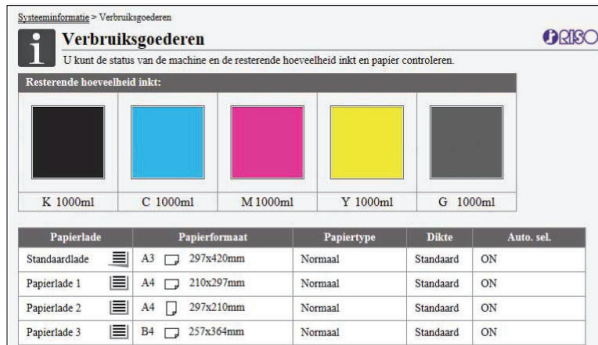 Systeeminformatie > Verbruiksgoederen
Verbruiksgoederen
RISO
U kunt de status van de machine en de resterende hoeveelheid inkt en papier controleren.
Resterende hoeveelheid inkt:
K 1000ml C 1000ml M 1000ml Y 1000ml G 1000ml
Papierlade Papierformaat Papiertype Dikte Auto. sel.
Standaardlade A3 297x420mm Normaal Standaard ON
Papierlade 1 A4 210x297mm Normaal Standaard ON
Papierlade 2 A4 297x210mm Normaal Standaard ON
Papierlade 3 B4 257x364mm Normaal Standaard ON